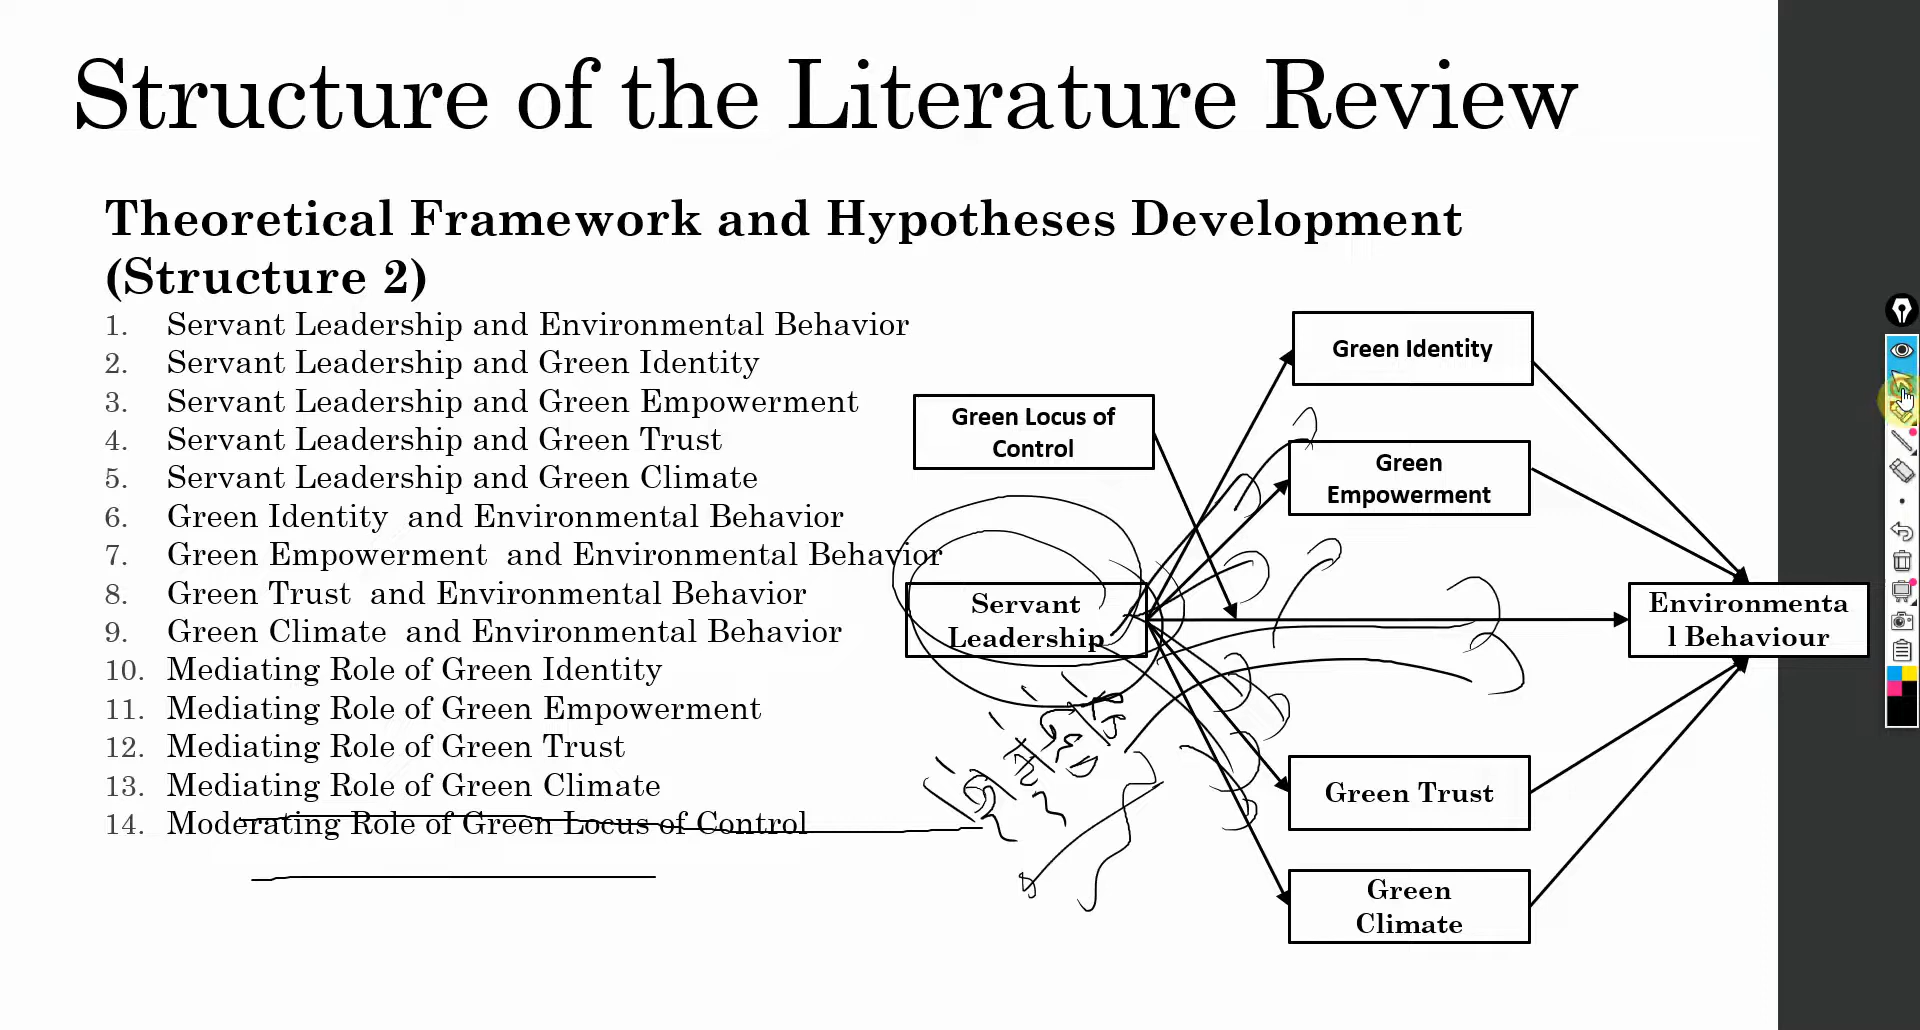 Structure of the Literature Review
Theoretical Framework and Hypotheses Development
(Structure 2)
1. Servant Leadership and Environmental Behavior
2. Servant Leadership and Green Identity
3. Servant Leadership and Green Empowerment
4. Servant Leadership and Green Trust
5. Servant Leadership and Green Climate
6. Green Identity and Environmental Behavior
7. Green Empowerment and Environmental Behavior
8. Green Trust and Environmental Behavior
9. Green Climate and Environmental Behavior
10. Mediating Role of Green Identity
11. Mediating Role of Green Empowerment
12. Mediating Role of Green Trust
13. Mediating Role of Green Climate
14. Moderating Role of Green Locus of Control
Green Identity
Green Locus of
Control
Green
Empowerment
Servant
Leadership
Environmenta
l Behaviour
Green Trust
Green
Climate